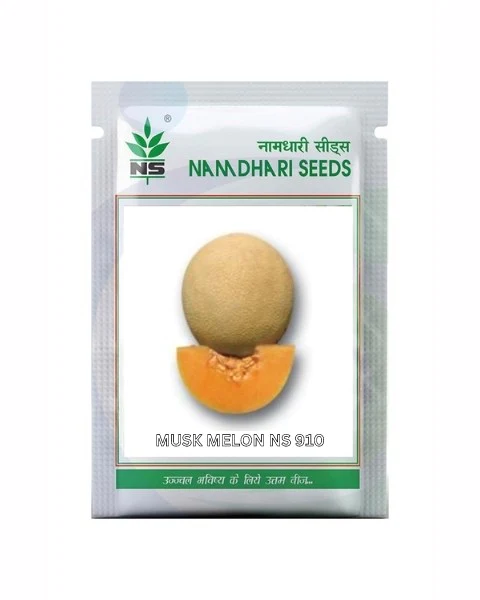 ®
NS
नामधारी सीड्स
NAMDHARI SEEDS
MUSK MELON NS 910
उज्ज्वल भविष्य के लिये उत्तम बीज...